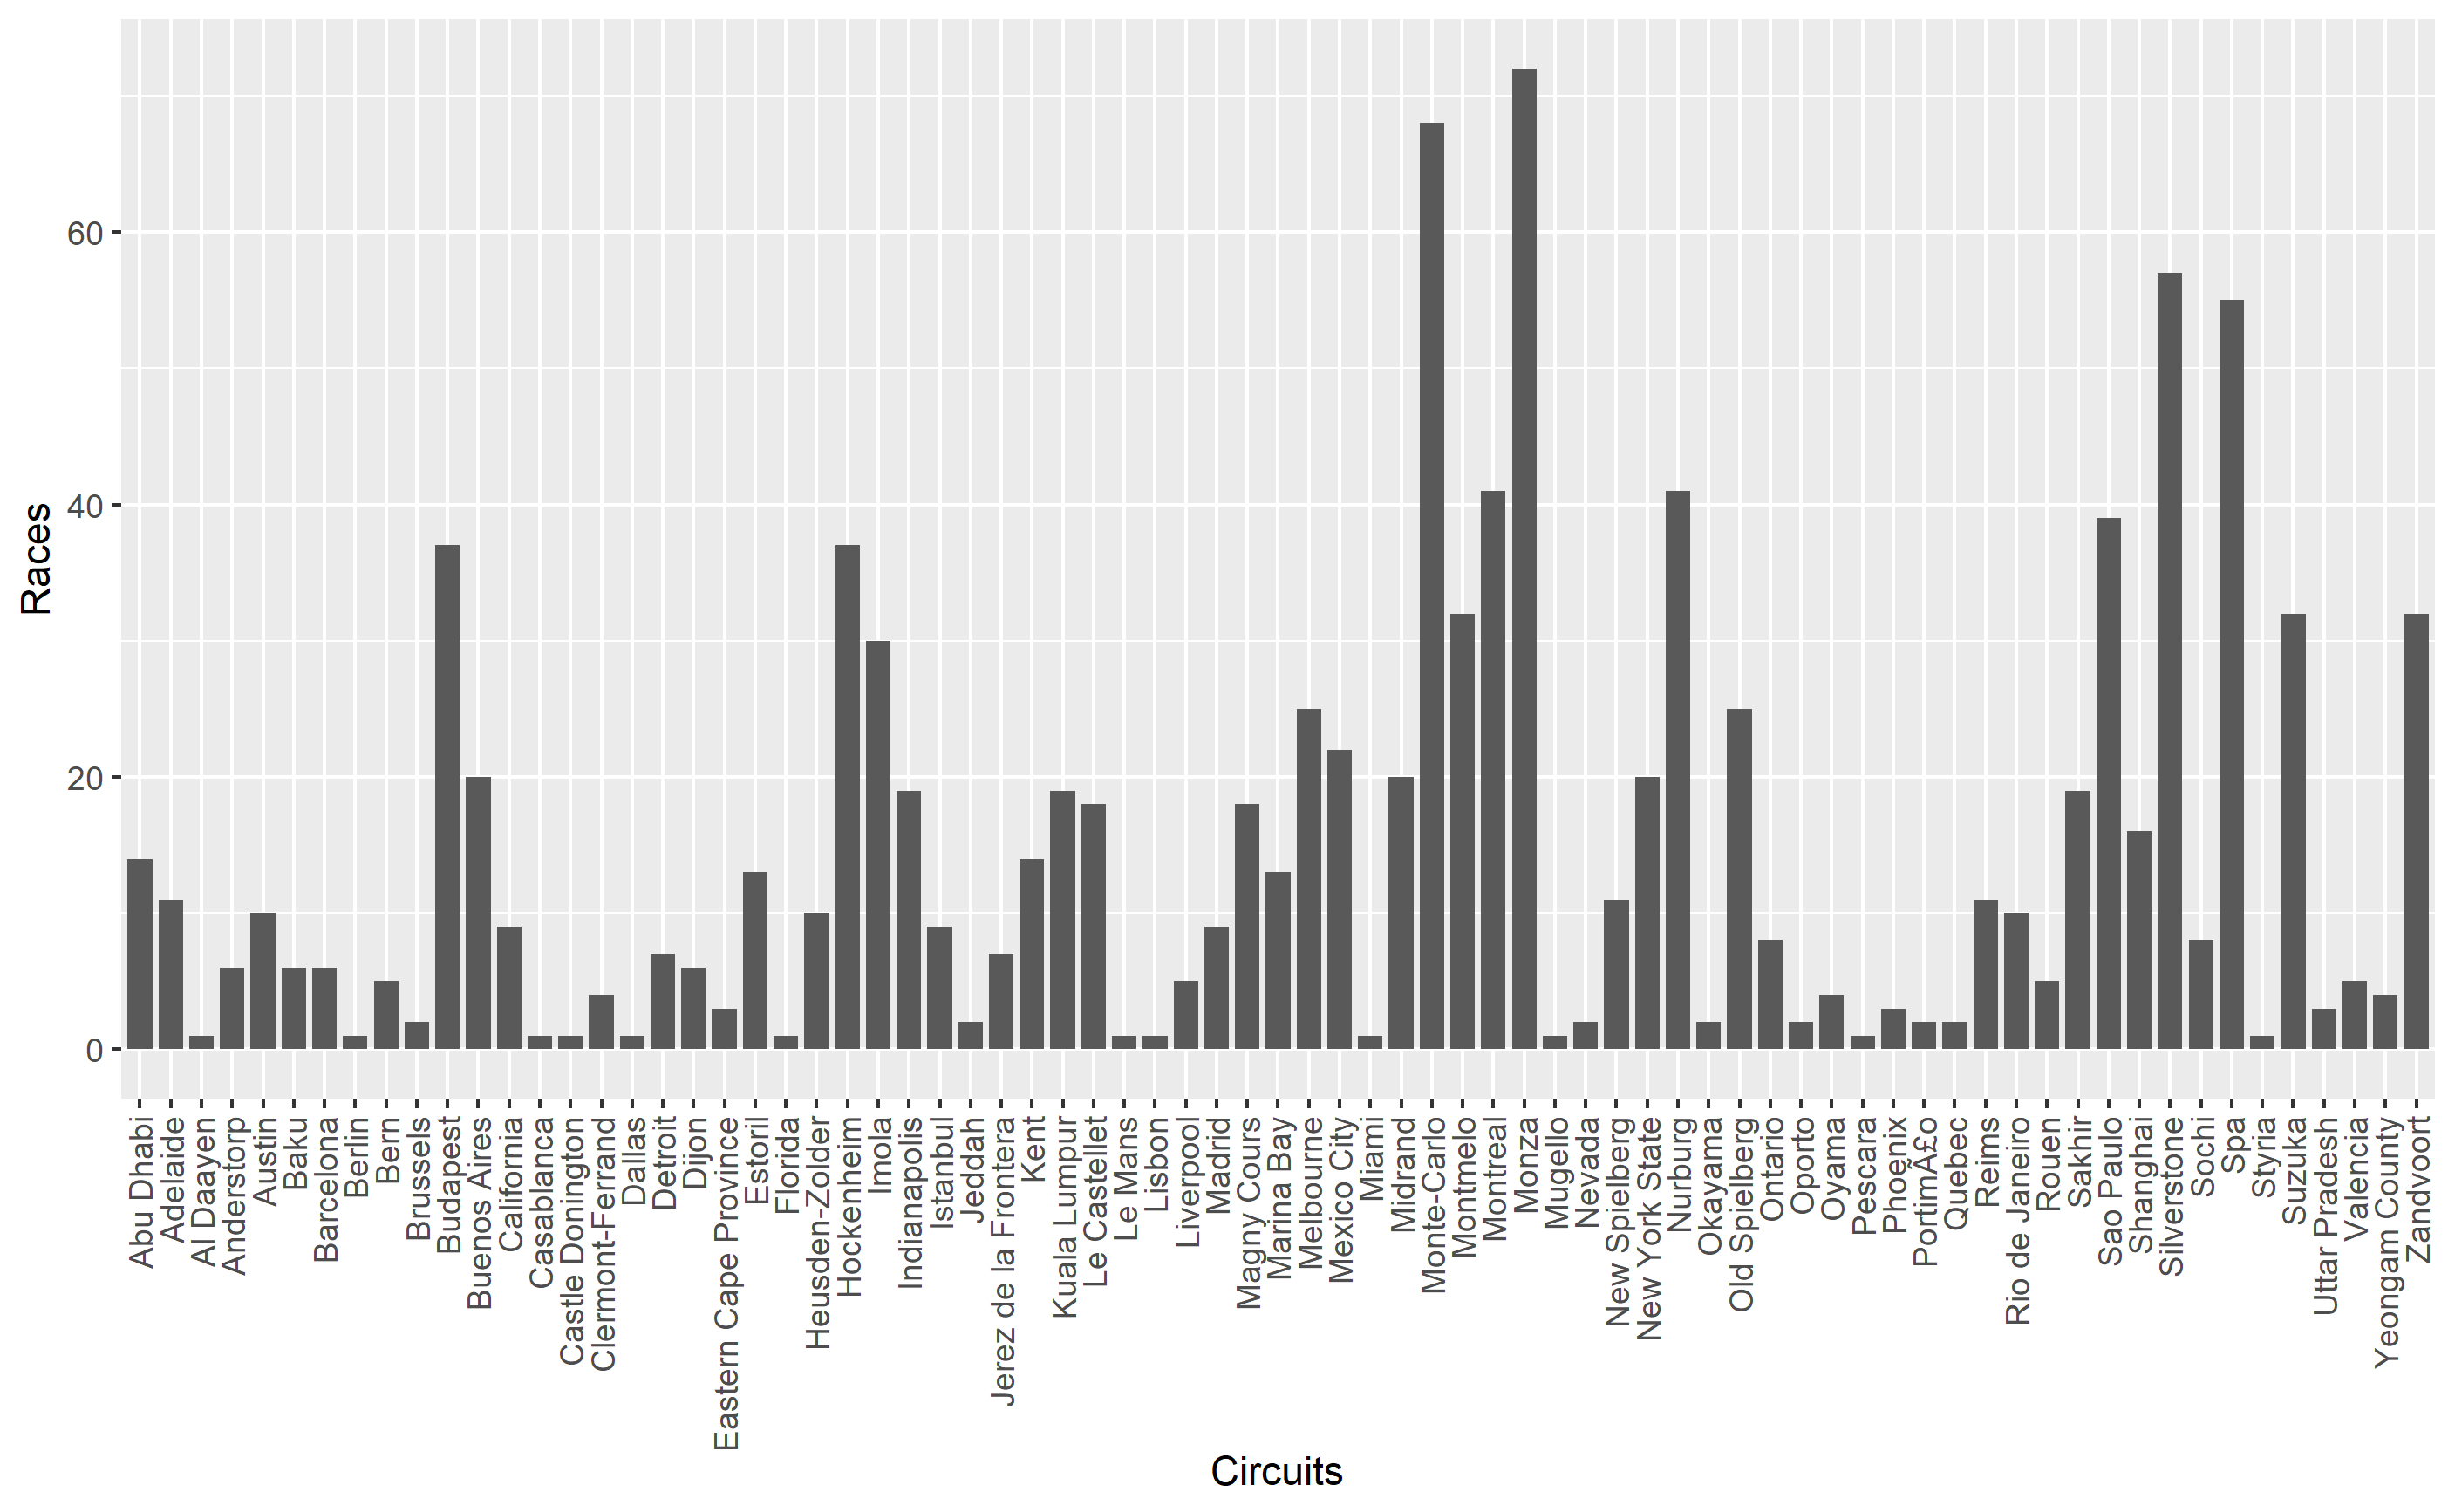 Races
60
40
20
0
Abu Dhabi
Adelaide
Al Daayen
Anderstorp
Austin
Baku
Barcelona
Berlin
Bern
Brussels
Budapest
Buenos Aires
California
Casablanca
Castle Donington
Clermont-Ferrand
Dallas
Detroit
Dijon
Eastern Cape Province
Estoril
Florida
Heusden-Zolder
Hockenheim
Imola
Indianapolis
Istanbul
Jeddah
Jerez de la Frontera
Kent
Kuala Lumpur
Le Castellet
Le Mans
Lisbon
Liverpool
Madrid
Magny Cours
Marina Bay
Melbourne
Mexico City
Miami
Midrand
Monte-Carlo
Montmelo
Montreal
Monza
Mugello
Nevada
New Spielberg
New York State
Nurburg
Okayama
Old Spielberg
Ontario
Oporto
Oyama
Pescara
Phoenix
PortimÃ£o
Quebec
Reims
Rio de Janeiro
Rouen
Sakhir
Sao Paulo
Shanghai
Silverstone
Sochi
Spa
Styria
Suzuka
Uttar Pradesh
Valencia
Yeongam County
Zandvoort
Circuits